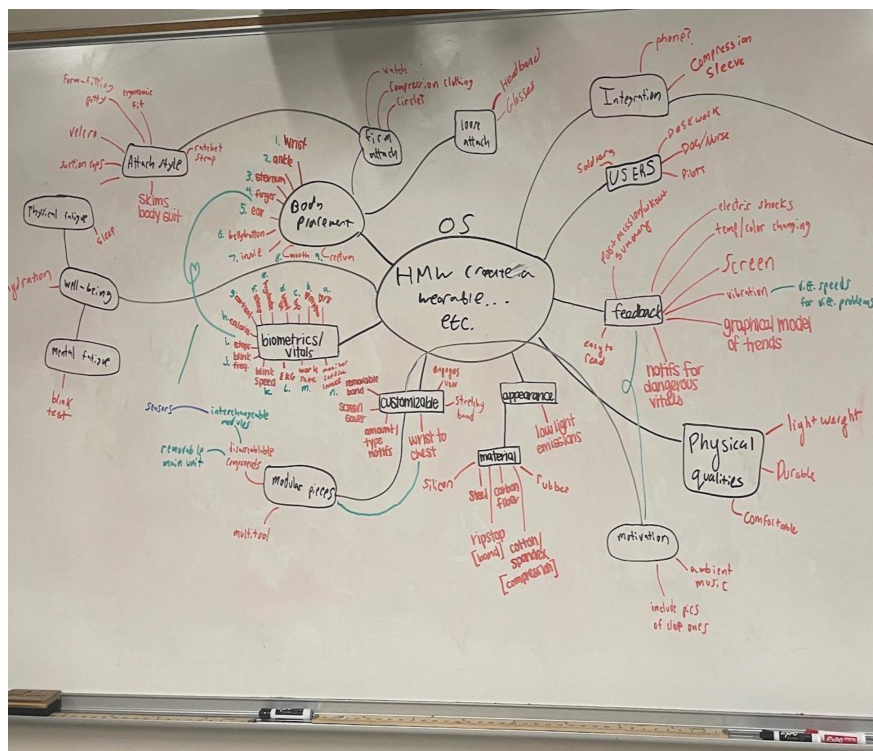 OS
HMW create a
wearable...
etc.
Attach style
form-fitting
putty
ergonomic
fit
velcro
suction cups
ratchet
strap
Skims
body suit
firm
attach
watch
Compression clothing
Circlet
loose
attach
Headband
Glasses
Integration
phone?
Compression
Sleeve
USERS
Soldiers
Desk work
Doc/Nurse
Pilots
Body
placement
1. Wrist
2. ankle
3. sternum
4. finger
5. ear
6. bellybutton
7. insole
8. mouth 9. rectum
Physical fatigue
sleep
Well-being
hydration
Mental fatigue
blink
test
biometrics/
vitals
g.
f.
e.
d.
c.
b.
a.
h. calories
i. steps
j. blink
freq.
blink
speed
k.
EKG
L.
work
rate
m.
n.
feedback
post-mission/workout
summary
electric shocks
temp/color changing
Screen
vibration
diff. speeds
for diff. problems
graphical model
of trends
notifs for
dangerous
vitals
easy to
read
customizable
removable
band
screen
cover
amount/
type
notifs
engages
user
stretchy
band
wrist to
chest
appearance
low light
emissions
material
silicon
steel
carbon
fiber
rubber
ripstop
[band]
cotton/
spandex
[compression]
Physical
qualities
light weight
Durable
Comfortable
sensors
interchangeable
modules
removable
main unit
components
modular pieces
multitool
motivation
ambient
music
include pics
of